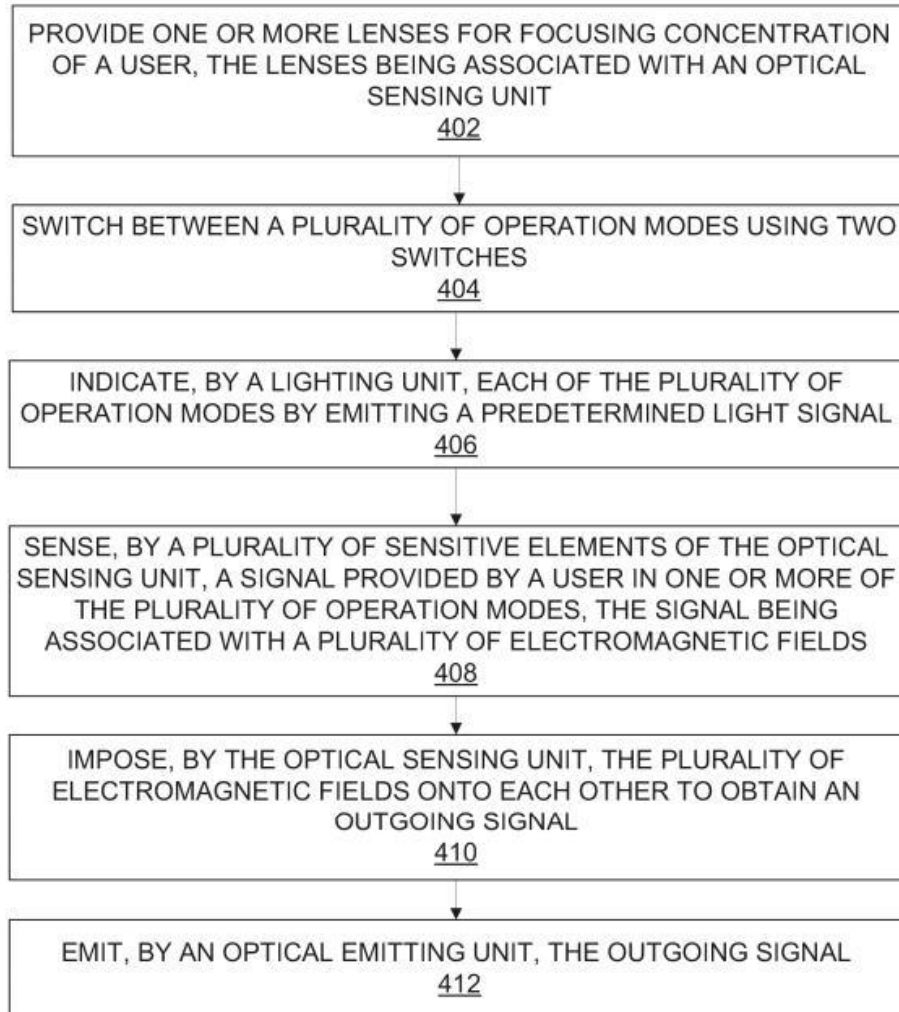 PROVIDE ONE OR MORE LENSES FOR FOCUSING CONCENTRATION
OF A USER, THE LENSES BEING ASSOCIATED WITH AN OPTICAL
SENSING UNIT
402
SWITCH BETWEEN A PLURALITY OF OPERATION MODES USING TWO
SWITCHES
404
INDICATE, BY A LIGHTING UNIT, EACH OF THE PLURALITY OF
OPERATION MODES BY EMITTING A PREDETERMINED LIGHT SIGNAL
406
SENSE, BY A PLURALITY OF SENSITIVE ELEMENTS OF THE OPTICAL
SENSING UNIT, A SIGNAL PROVIDED BY A USER IN ONE OR MORE OF
THE PLURALITY OF OPERATION MODES, THE SIGNAL BEING
ASSOCIATED WITH A PLURALITY OF ELECTROMAGNETIC FIELDS
408
IMPOSE, BY THE OPTICAL SENSING UNIT, THE PLURALITY OF
ELECTROMAGNETIC FIELDS ONTO EACH OTHER TO OBTAIN AN
OUTGOING SIGNAL
410
EMIT, BY AN OPTICAL EMITTING UNIT, THE OUTGOING SIGNAL
412